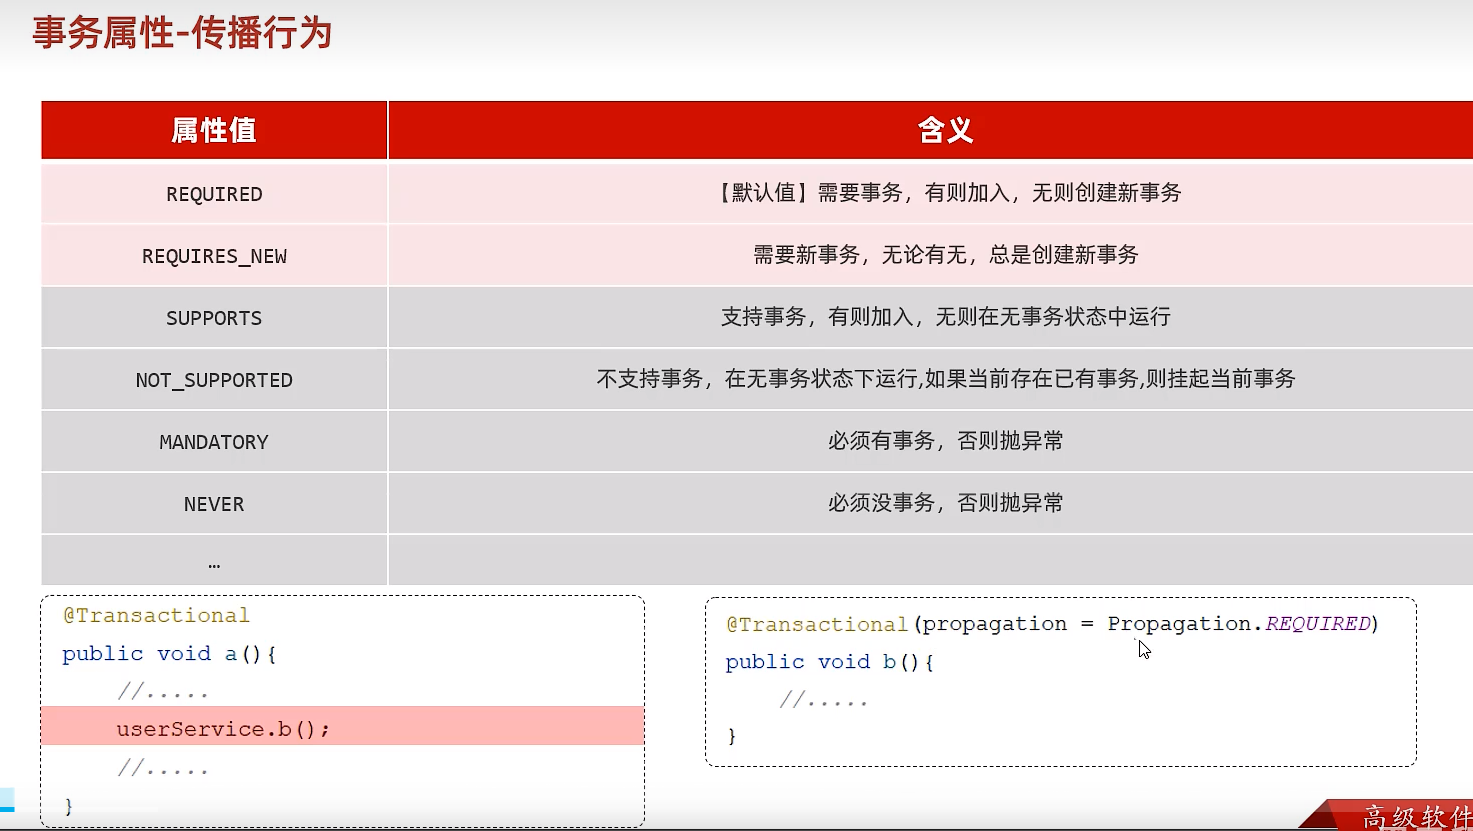 事务属性-传播行为
属性值 含义
REQUIRED 【默认值】需要事务，有则加入，无则创建新事务
REQUIRES_NEW 需要新事务，无论有无，总是创建新事务
SUPPORTS 支持事务，有则加入，无则在无事务状态中运行
NOT_SUPPORTED 不支持事务，在无事务状态下运行,如果当前存在已有事务,则挂起当前事务
MANDATORY 必须有事务，否则抛异常
NEVER 必须没事务，否则抛异常
…
@Transactional
public void a(){
//.....
userService.b();
//.....
}
@Transactional(propagation = Propagation.REQUIRED)
public void b(){
//.....
}
高级软件